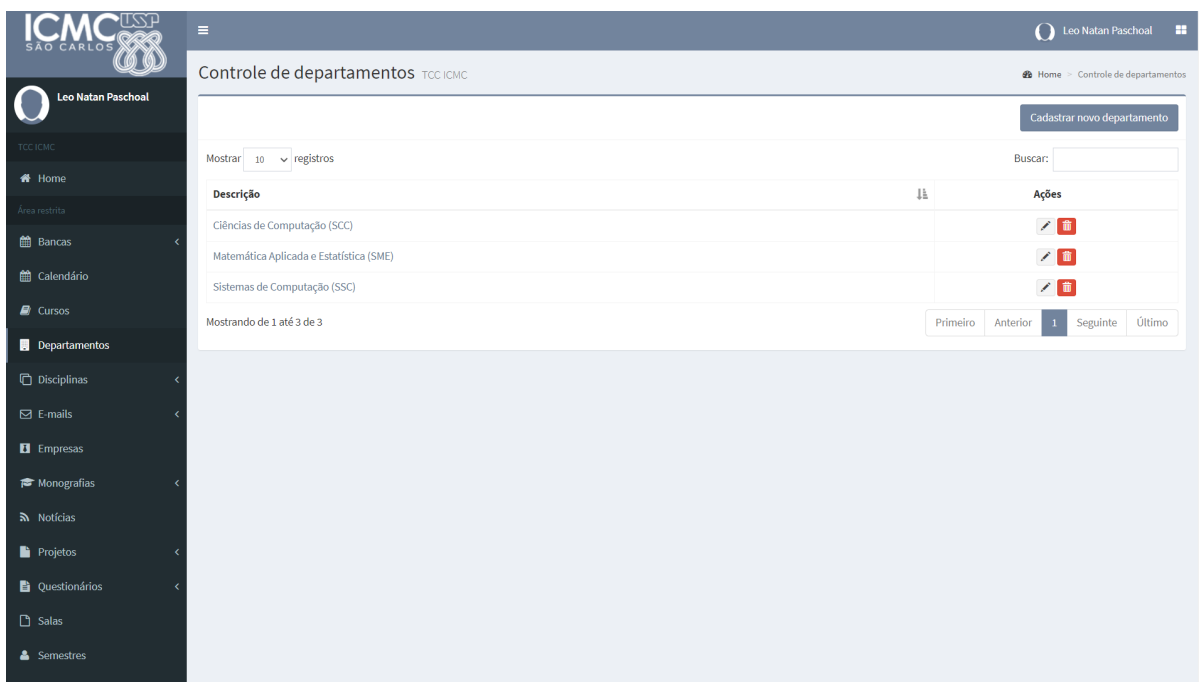 ICMC USP
SÃO CARLOS
Leo Natan Paschoal
Leo Natan Paschoal
TCC ICMC
Home
Área restrita
Bancas
Calendário
Cursos
Departamentos
Disciplinas
E-mails
Empresas
Monografias
Notícias
Projetos
Questionários
Salas
Semestres
Controle de departamentos TCC ICMC
Home > Controle de departamentos
Cadastrar novo departamento
Mostrar 10 registros
Buscar:
Descrição Ações
Ciências de Computação (SCC)
Matemática Aplicada e Estatística (SME)
Sistemas de Computação (SSC)
Mostrando de 1 até 3 de 3
Primeiro Anterior 1 Seguinte Último